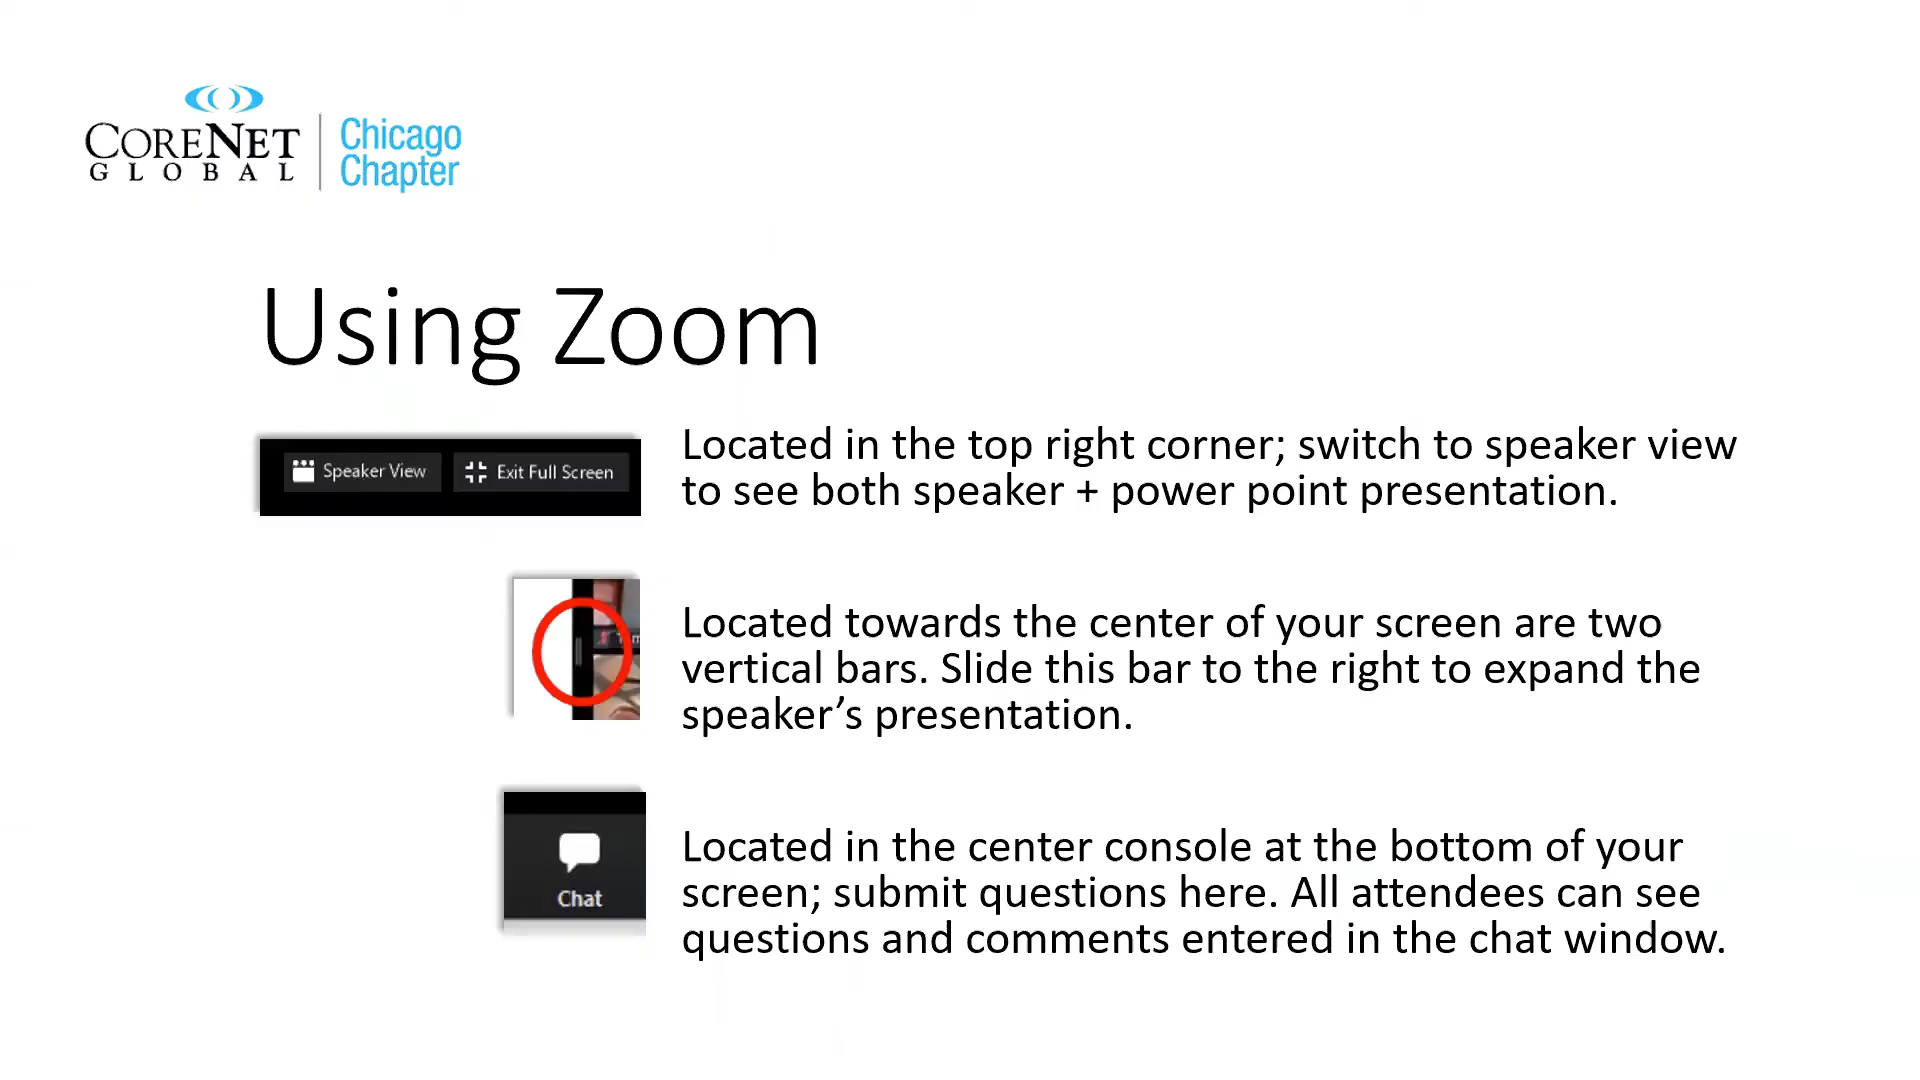 CORENET
GLOBAL
Chicago
Chapter
Using Zoom
Speaker View Exit Full Screen
Located in the top right corner; switch to speaker view
to see both speaker + power point presentation.
Located towards the center of your screen are two
vertical bars. Slide this bar to the right to expand the
speaker’s presentation.
Chat
Located in the center console at the bottom of your
screen; submit questions here. All attendees can see
questions and comments entered in the chat window.